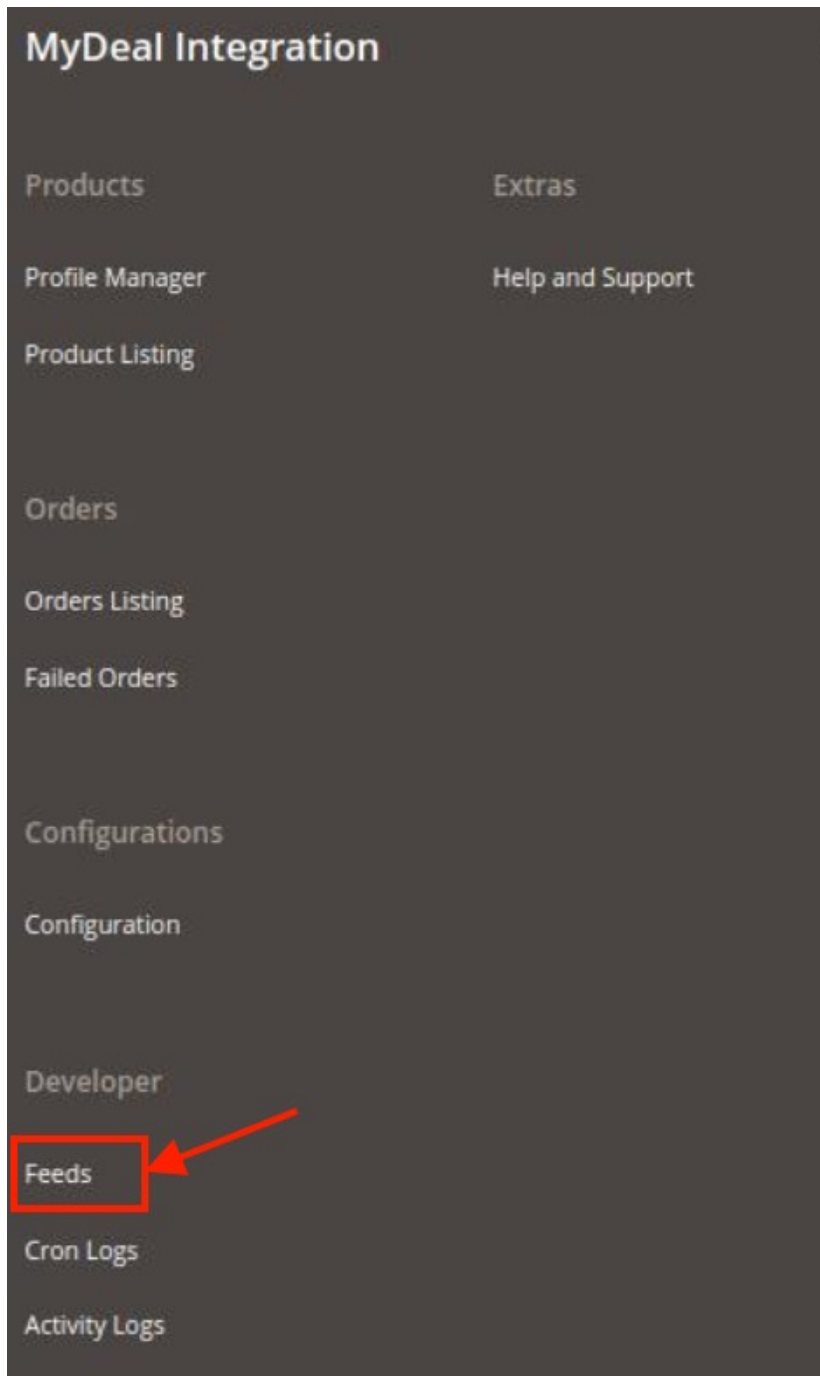 MyDeal Integration
Products
Profile Manager
Product Listing
Orders
Orders Listing
Failed Orders
Configurations
Configuration
Developer
Feeds
Cron Logs
Activity Logs
Extras
Help and Support